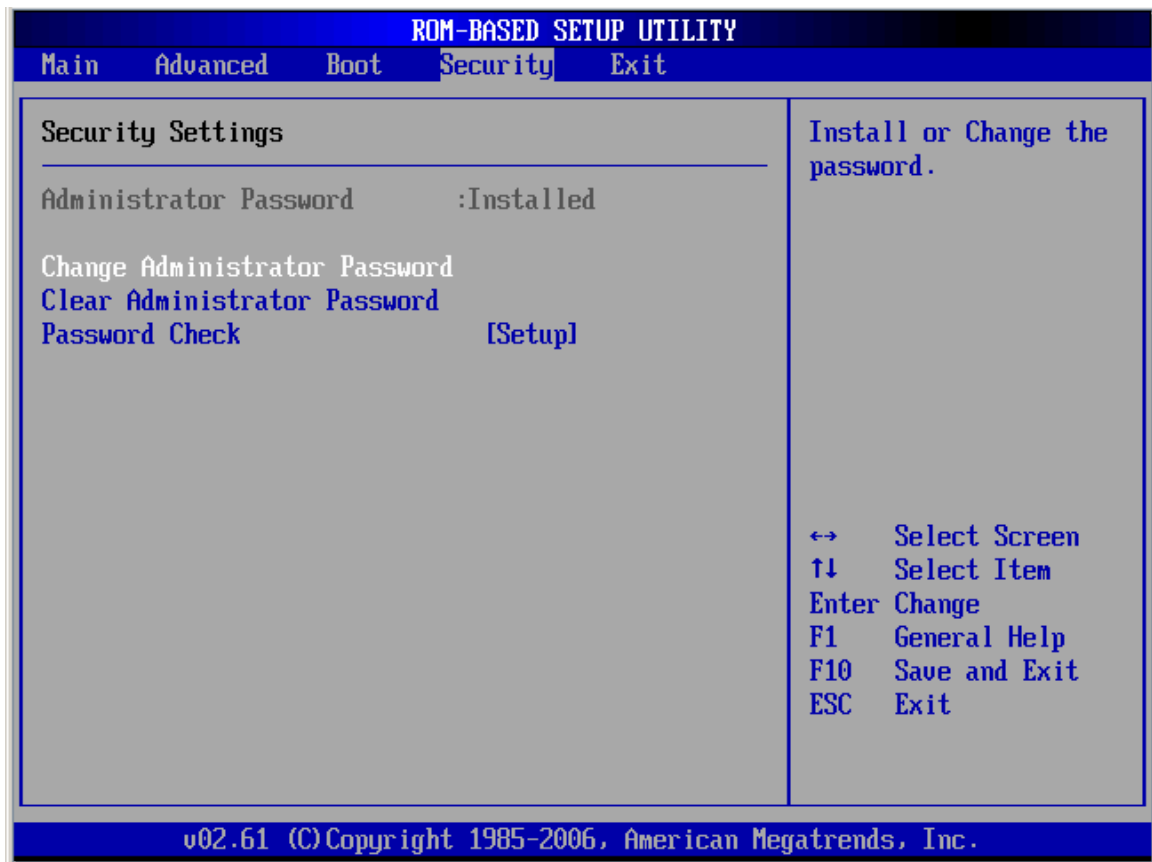 ROM-BASED SETUP UTILITY
Main Advanced Boot Security Exit
Security Settings
Administrator Password :Installed
Change Administrator Password
Clear Administrator Password
Password Check [Setup]
Install or Change the
password.
←→ Select Screen
↑↓ Select Item
Enter Change
F1 General Help
F10 Save and Exit
ESC Exit
v02.61 (C)Copyright 1985-2006, American Megatrends, Inc.